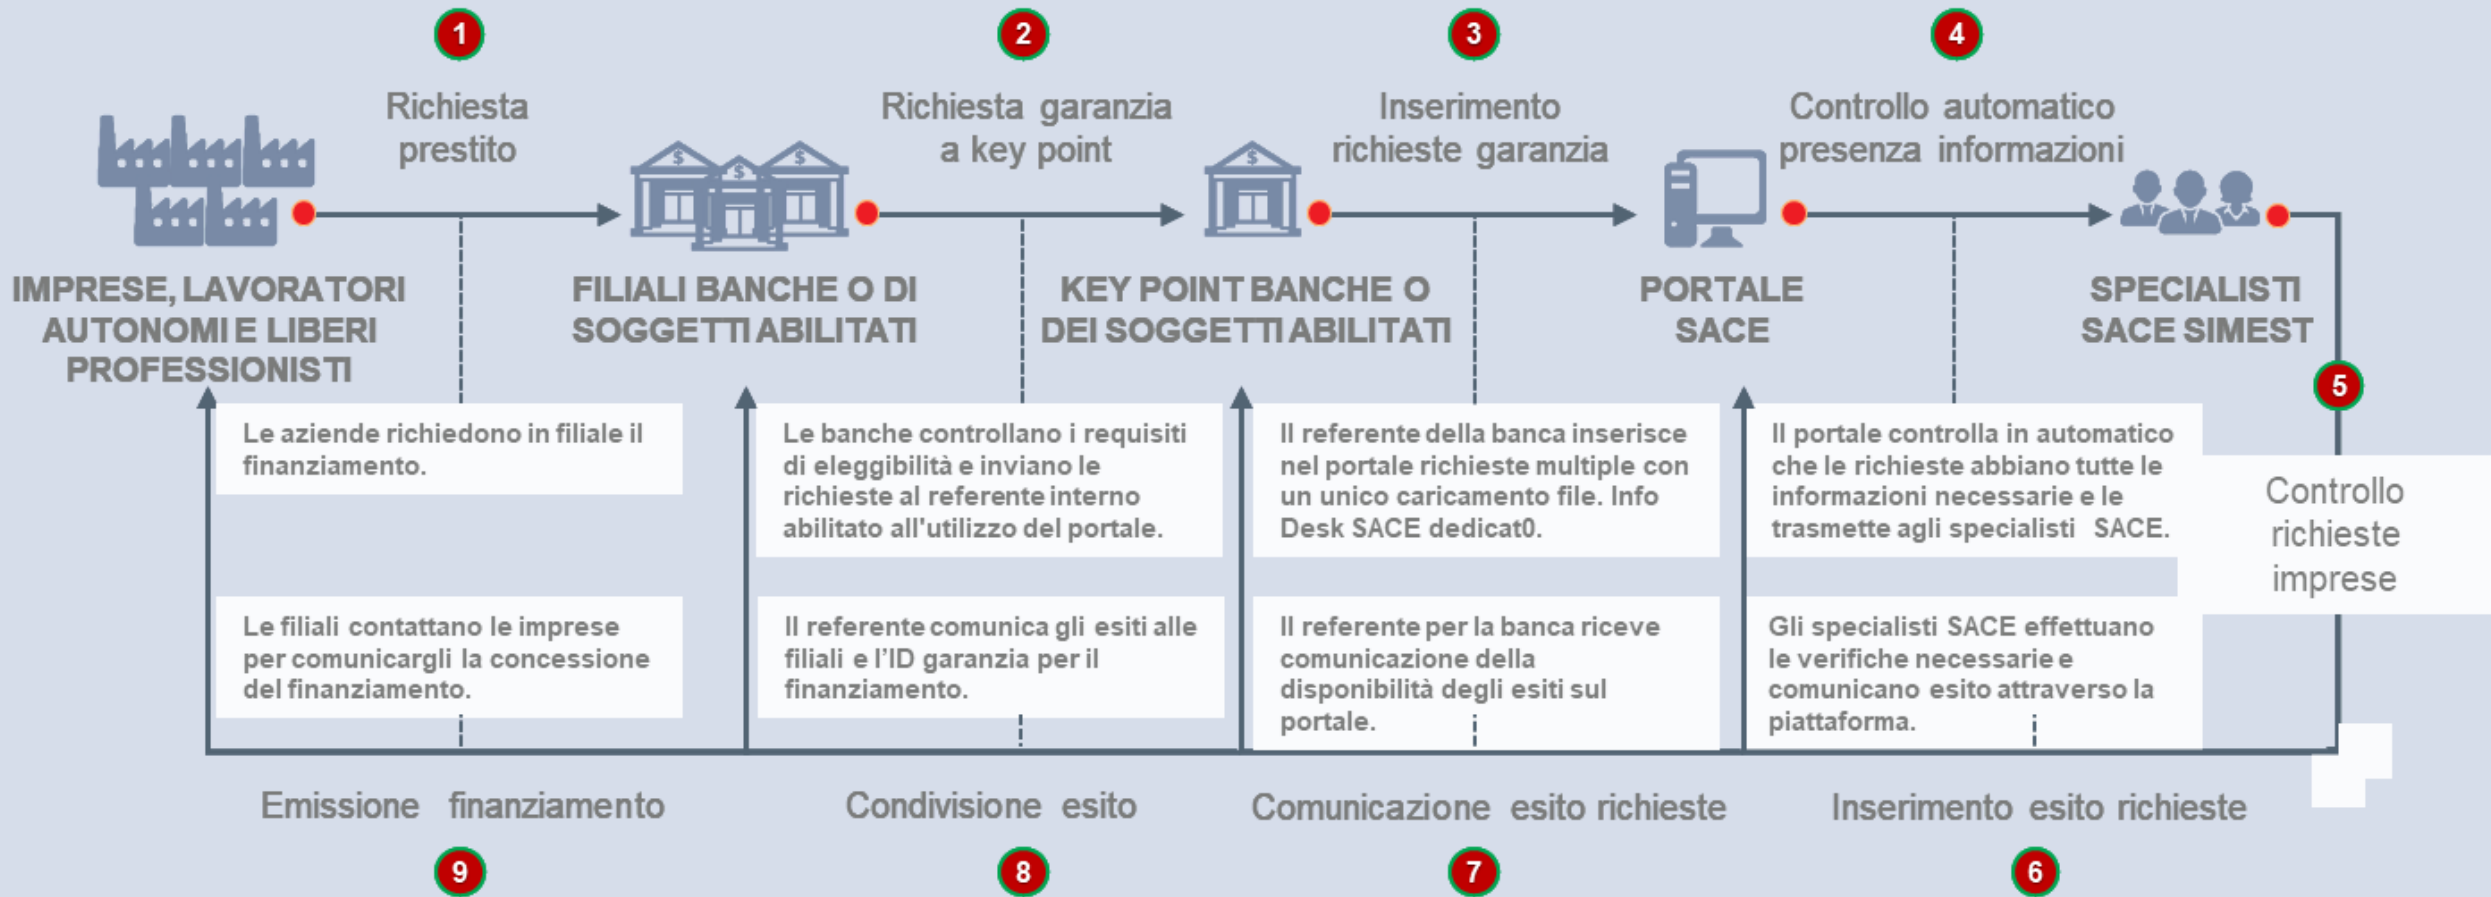 1
2
3
4
Richiesta
prestito
Richiesta garanzia
a key point
Inserimento
richieste garanzia
Controllo automatico
presenza informazioni
$
$
$
$
IMPRESE, LAVORATORI
AUTONOMI E LIBERI
PROFESSIONISTI
FILIALI BANCHE O DI
SOGGETTI ABILITATI
KEY POINT BANCHE O
DEI SOGGETTI ABILITATI
PORTALE
SACE
SPECIALISTI
SACE SIMEST
5
Le aziende richiedono in filiale il
finanziamento.
Le banche controllano i requisiti
di eleggibilità e inviano le
richieste al referente interno
abilitato all'utilizzo del portale.
Il referente della banca inserisce
nel portale richieste multiple con
un unico caricamento file. Info
Desk SACE dedicat0.
Il portale controlla in automatico
che le richieste abbiano tutte le
informazioni necessarie e le
trasmette agli specialisti SACE.
Controllo
richieste
imprese
Le filiali contattano le imprese
per comunicargli la concessione
del finanziamento.
Il referente comunica gli esiti alle
filiali e l’ID garanzia per il
finanziamento.
Il referente per la banca riceve
comunicazione della
disponibilità degli esiti sul
portale.
Gli specialisti SACE effettuano
le verifiche necessarie e
comunicano esito attraverso la
piattaforma.
Emissione finanziamento
Condivisione esito
Comunicazione esito richieste
Inserimento esito richieste
9
8
7
6